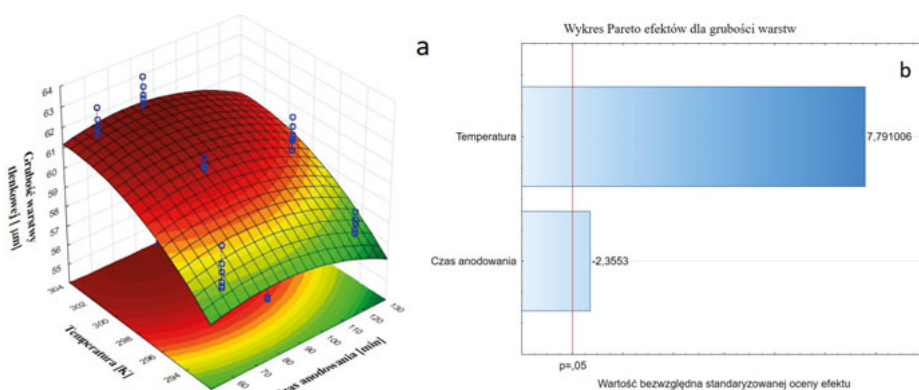 a
64
63
62
61
60
59
58
57
56
55
Grubość warstwy
tlenkowej [µm]
304
302
300
298
296
294
Temperatura [K]
60
70
80
90
100
110
120
130
anodowania [min]
Wykres Pareto efektów dla grubości warstw
b
Temperatura
7,791006
Czas anodowania
-2,3553
p=,05
Wartość bezwzględna standaryzowanej oceny efektu